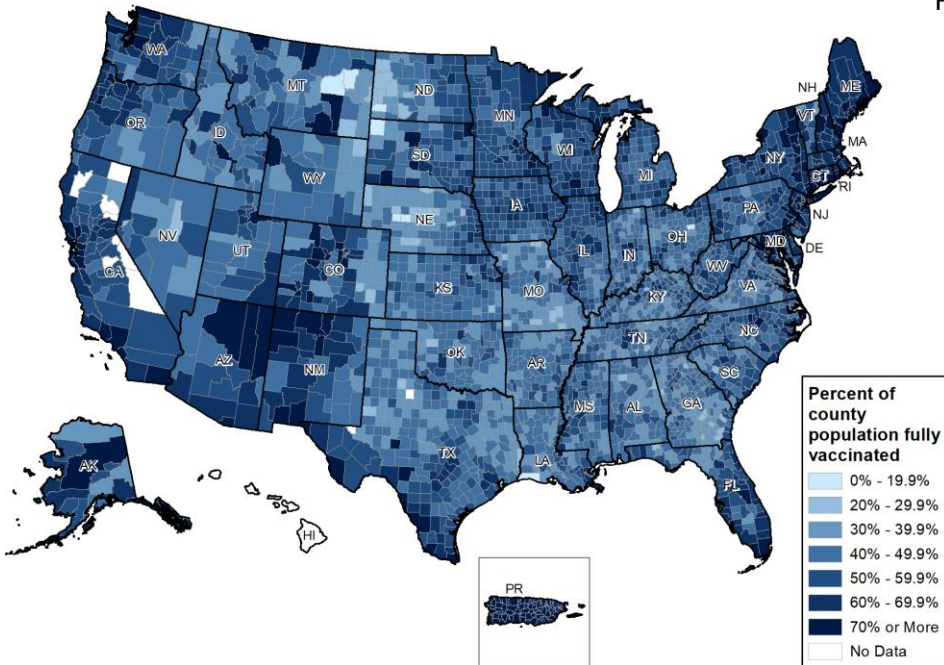 WA
MT
ND
MN
OR
ID
SD
WI
MI
NH
VT
ME
MA
NY
CT
RI
WY
NE
IA
PA
NJ
NV
UT
CO
IL
IN
OH
MD
DE
CA
KS
MO
WV
VA
KY
AZ
NM
OK
AR
TN
NC
SC
MS
AL
GA
TX
LA
FL
AK
HI
PR
Percent of
county
population fully
vaccinated
0% - 19.9%
20% - 29.9%
30% - 39.9%
40% - 49.9%
50% - 59.9%
60% - 69.9%
70% or More
No Data